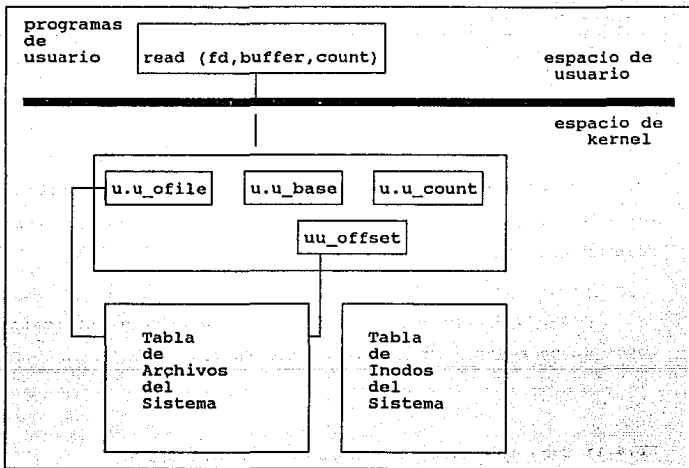 programas
de
usuario
read (fd,buffer,count)
espacio de
usuario
espacio de
kernel
u.u_ofile
u.u_base
u.u_count
uu_offset
Tabla
de
Archivos
del
Sistema
Tabla
de
Inodos
del
Sistema